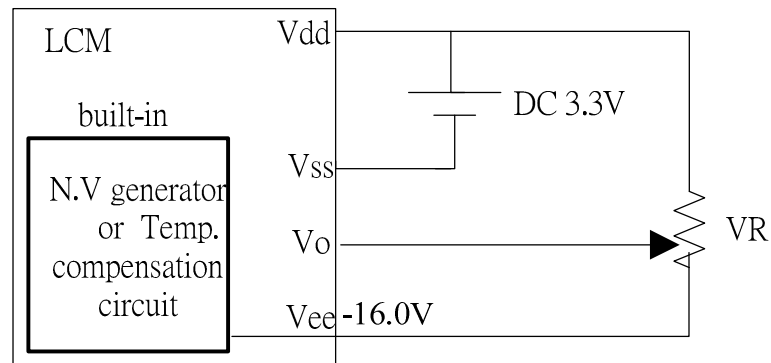 LCM
Vdd
DC 3.3V
built-in
Vss
N.V generator
or Temp.
compensation
circuit
Vo
VR
Vee -16.0V